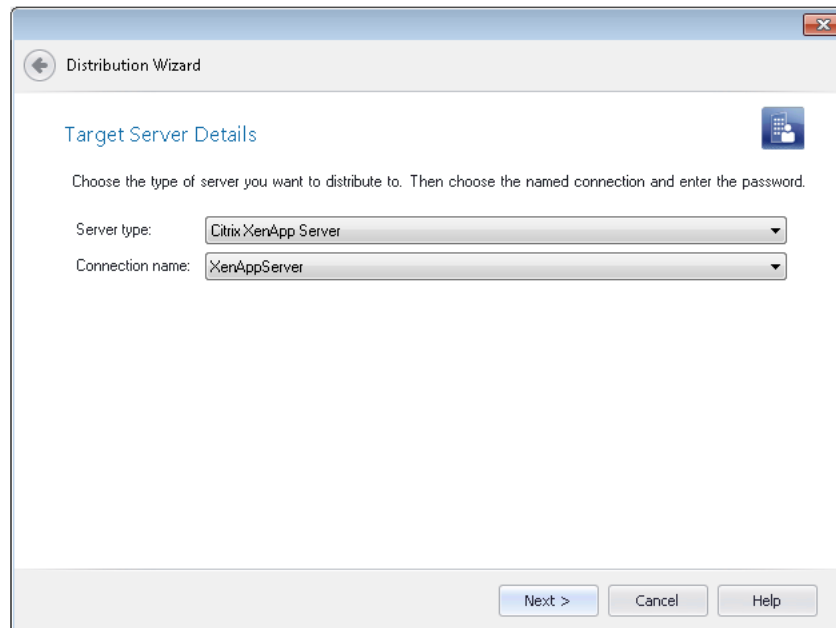 Distribution Wizard
Target Server Details
Choose the type of server you want to distribute to. Then choose the named connection and enter the password.
Server type: Citrix XenApp Server
Connection name: XenAppServer
Next > Cancel Help